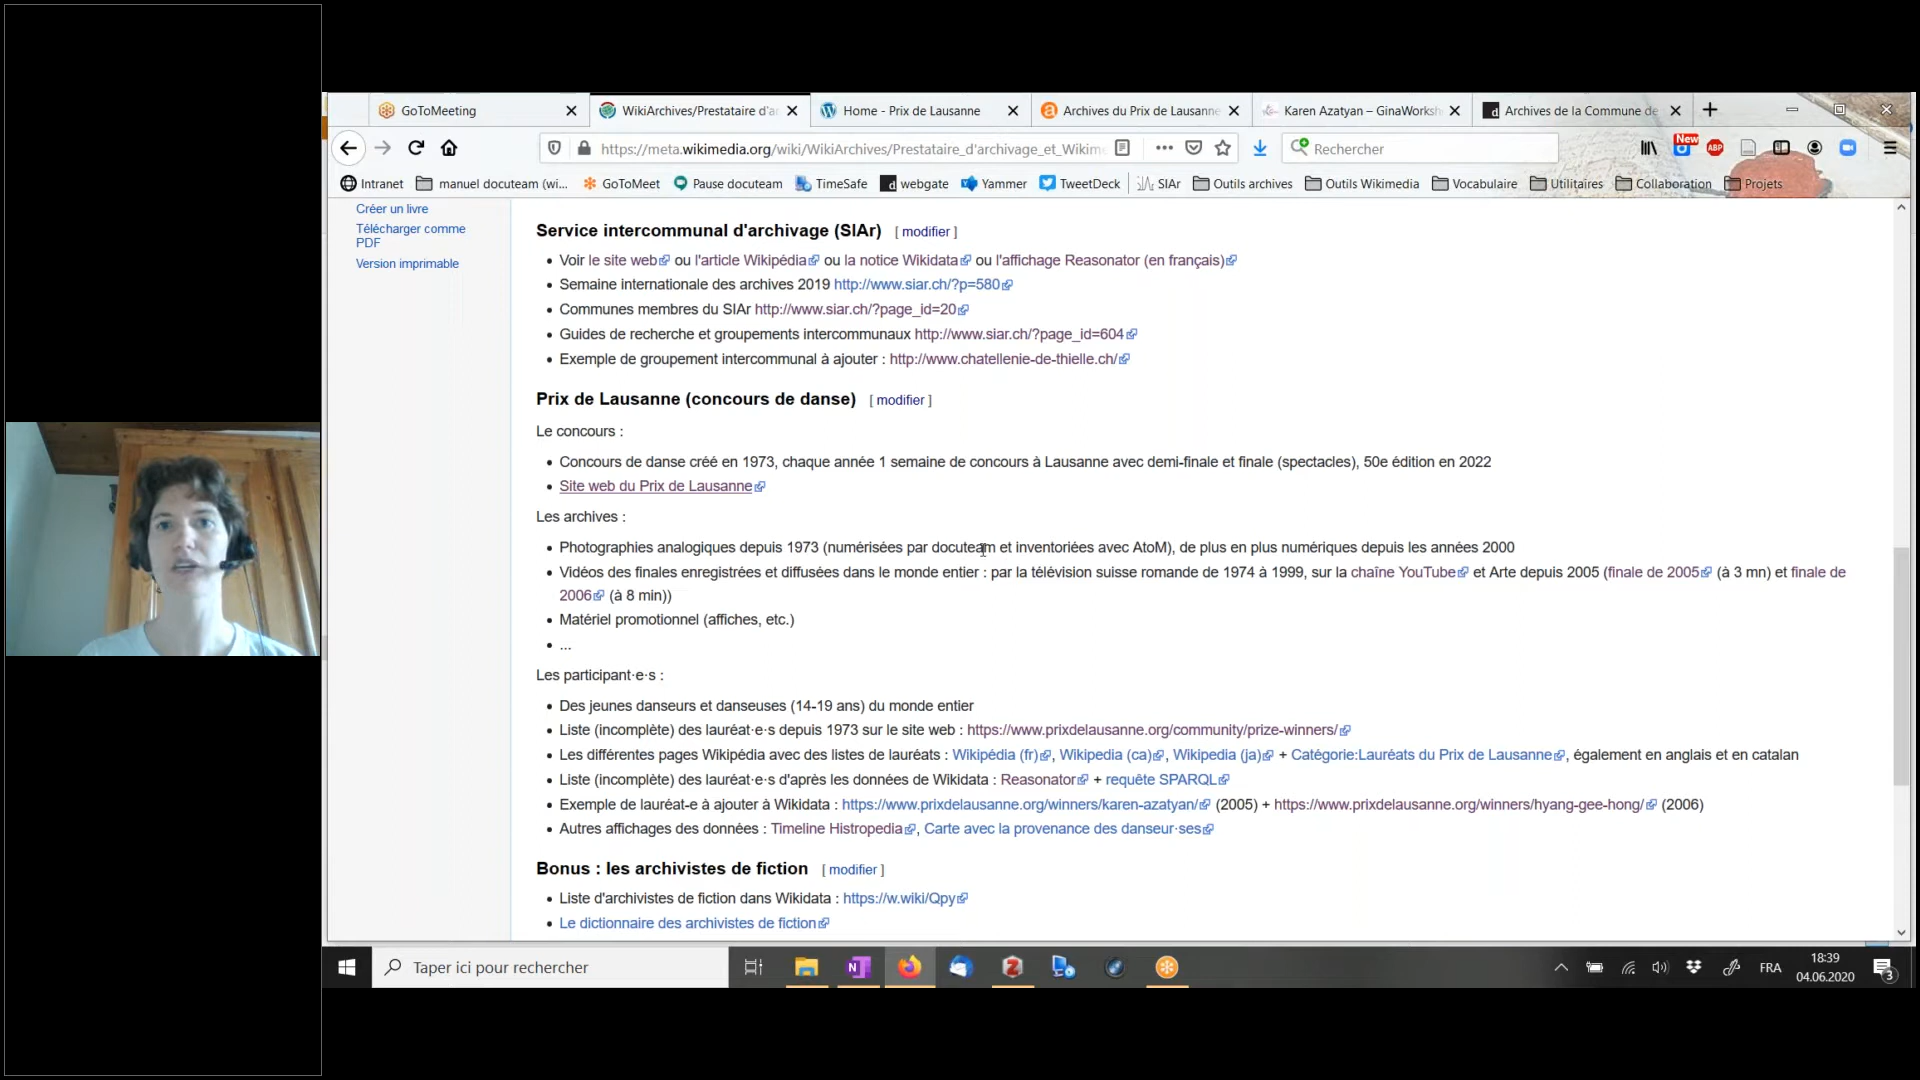 GoToMeeting
WikiArchives/Prestataire d'ar
Home - Prix de Lausanne
Archives du Prix de Lausanne
Karen Azatyan – GinaWorksh
Archives de la Commune de
https://meta.wikimedia.org/wiki/WikiArchives/Prestataire_d'archivage_et_Wikime
Rechercher
New
ABP
Intranet
manuel docuteam (wi...
GoToMeet
Pause docuteam
TimeSafe
webgate
Yammer
TweetDeck
SIAr
Outils archives
Outils Wikimedia
Vocabulaire
Utilitaires
Collaboration
Projets
Créer un livre
Télécharger comme
PDF
Version imprimable
Service intercommunal d'archivage (SIAr) [ modifier ]
• Voir le site web ou l'article Wikipédia ou la notice Wikidata ou l'affichage Reasonator (en français)
• Semaine internationale des archives 2019 http://www.siar.ch/?p=580
• Communes membres du SIAr http://www.siar.ch/?page_id=20
• Guides de recherche et groupements intercommunaux http://www.siar.ch/?page_id=604
• Exemple de groupement intercommunal à ajouter : http://www.chatellenie-de-thielle.ch/
Prix de Lausanne (concours de danse) [ modifier ]
Le concours :
• Concours de danse créé en 1973, chaque année 1 semaine de concours à Lausanne avec demi-finale et finale (spectacles), 50e édition en 2022
• Site web du Prix de Lausanne
Les archives :
• Photographies analogiques depuis 1973 (numérisées par docuteam et inventoriées avec AtoM), de plus en plus numériques depuis les années 2000
• Vidéos des finales enregistrées et diffusées dans le monde entier : par la télévision suisse romande de 1974 à 1999, sur la chaîne YouTube et Arte depuis 2005 (finale de 2005 (à 3 mn) et finale de
2006 (à 8 min))
• Matériel promotionnel (affiches, etc.)
• ...
Les participant·e·s :
• Des jeunes danseurs et danseuses (14-19 ans) du monde entier
• Liste (incomplète) des lauréat·e·s depuis 1973 sur le site web : https://www.prixdelausanne.org/community/prize-winners/
• Les différentes pages Wikipédia avec des listes de lauréats : Wikipédia (fr), Wikipedia (ca), Wikipedia (ja) + Catégorie:Lauréats du Prix de Lausanne, également en anglais et en catalan
• Liste (incomplète) des lauréat·e·s d'après les données de Wikidata : Reasonator + requête SPARQL
• Exemple de lauréat-e à ajouter à Wikidata : https://www.prixdelausanne.org/winners/karen-azatyan/ (2005) + https://www.prixdelausanne.org/winners/hyang-gee-hong/ (2006)
• Autres affichages des données : Timeline Histropedia, Carte avec la provenance des danseur·ses
Bonus : les archivistes de fiction [ modifier ]
• Liste d'archivistes de fiction dans Wikidata : https://w.wiki/Qpy
• Le dictionnaire des archivistes de fiction
Taper ici pour rechercher
FRA
18:39
04.06.2020
3